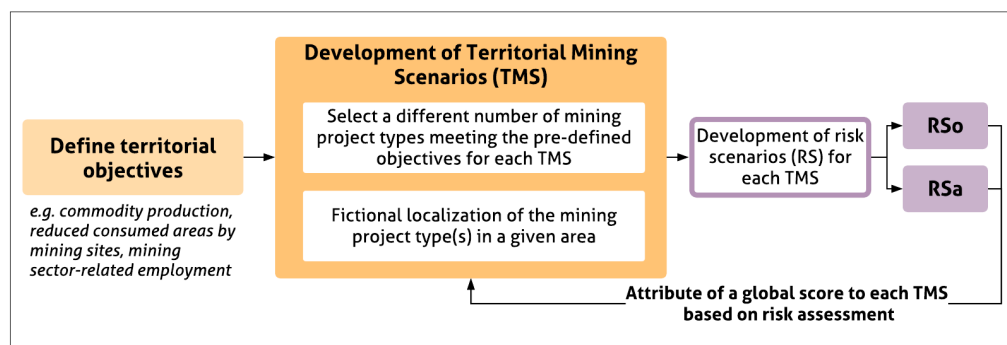 Development of Territorial Mining
Scenarios (TMS)
Select a different number of mining
project types meeting the pre-defined
objectives for each TMS
Fictional localization of the mining
project type(s) in a given area
Define territorial
objectives
e.g. commodity production,
reduced consumed areas by
mining sites, mining
sector-related employment
Development of risk
scenarios (RS) for
each TMS
RSo
RSa
Attribute of a global score to each TMS
based on risk assessment